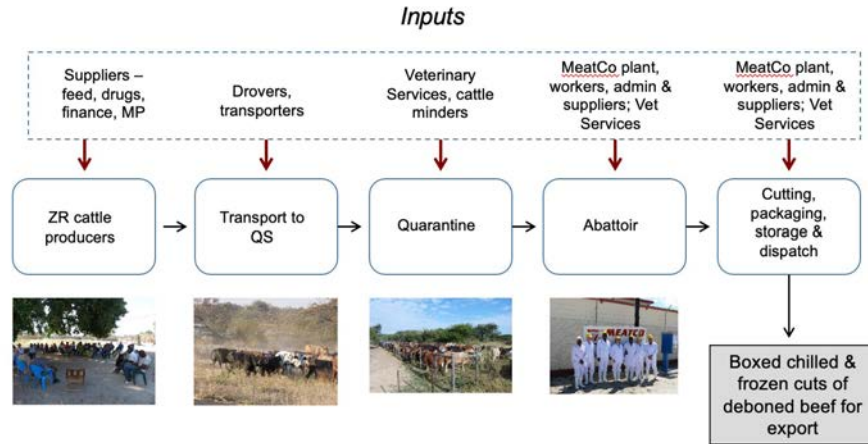 Inputs
Suppliers –
feed, drugs,
finance, MP
Drovers,
transporters
Veterinary
Services, cattle
minders
MeatCo plant,
workers, admin &
suppliers; Vet
Services
MeatCo plant,
workers, admin &
suppliers; Vet
Services
ZR cattle
producers
Transport to
QS
Quarantine
Abattoir
Cutting,
packaging,
storage &
dispatch
MEATCO
Boxed chilled &
frozen cuts of
deboned beef for
export